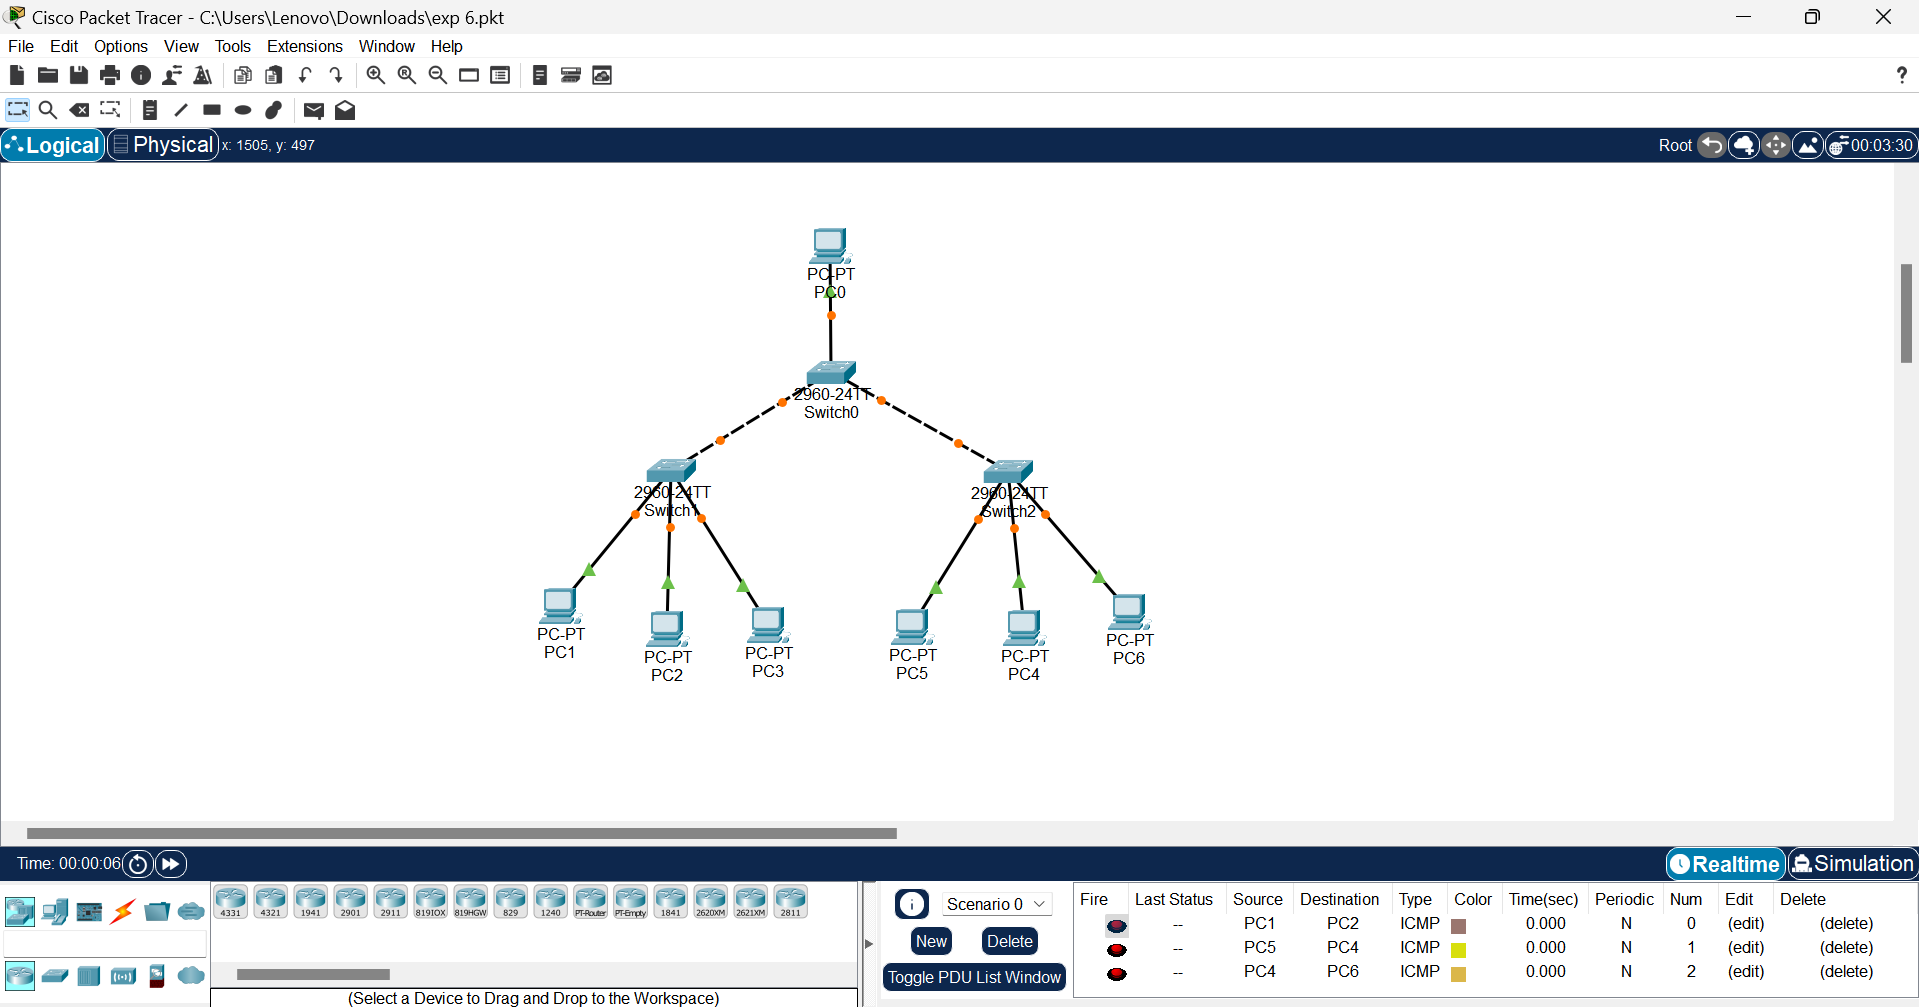 Cisco Packet Tracer - C:\Users\Lenovo\Downloads\exp 6.pkt
File Edit Options View Tools Extensions Window Help
?
Logical Physical x: 1505, y: 497 Root 00:03:30
PC-PT
PC0
2960-24TT
Switch0
2960-24TT
Switch1
2960-24TT
Switch2
PC-PT
PC1
PC-PT
PC2
PC-PT
PC3
PC-PT
PC5
PC-PT
PC4
PC-PT
PC6
Time: 00:00:06 Realtime Simulation
4331 4321 1941 2901 2911 819IOX 819HGW 829 1240 PT-Router PT-Empty 1841 2620XM 2621XM 2811
(Select a Device to Drag and Drop to the Workspace)
Scenario 0
New Delete
Toggle PDU List Window
Fire Last Status Source Destination Type Color Time(sec) Periodic Num Edit Delete
-- PC1 PC2 ICMP 0.000 N 0 (edit) (delete)
-- PC5 PC4 ICMP 0.000 N 1 (edit) (delete)
-- PC4 PC6 ICMP 0.000 N 2 (edit) (delete)